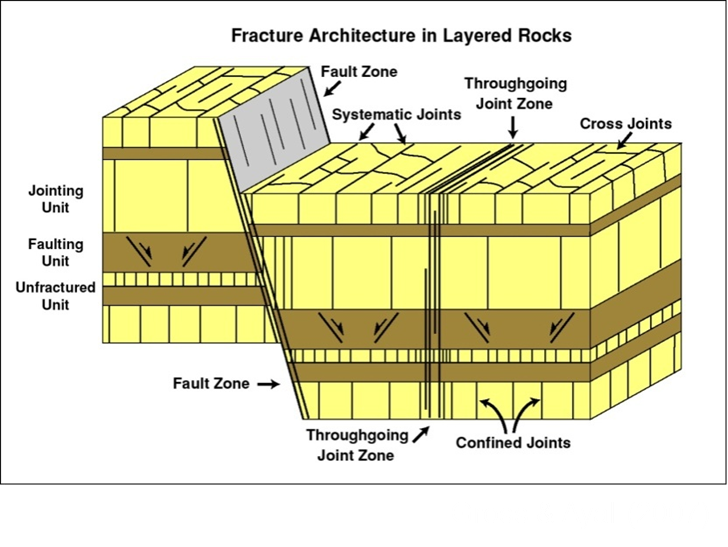 Fracture Architecture in Layered Rocks
Fault Zone
Throughgoing
Joint Zone
Systematic Joints
Cross Joints
Jointing
Unit
Faulting
Unit
Unfractured
Unit
Fault Zone
Throughgoing
Joint Zone
Confined Joints